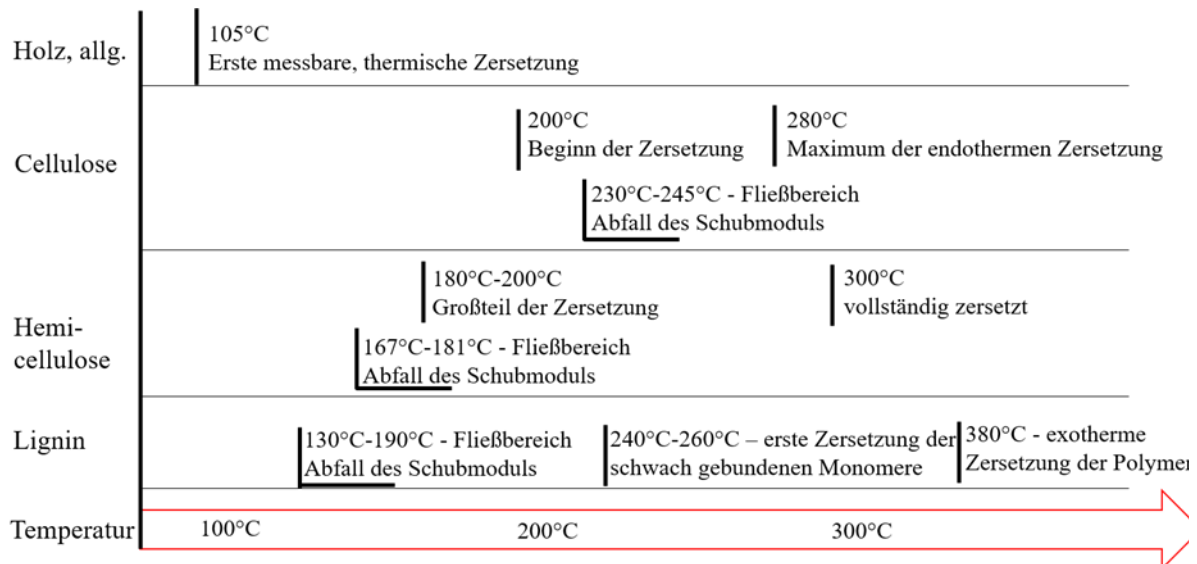 Holz, allg.
105°C
Erste messbare, thermische Zersetzung
Cellulose
200°C
Beginn der Zersetzung
280°C
Maximum der endothermen Zersetzung
230°C-245°C - Fließbereich
Abfall des Schubmoduls
Hemi-
cellulose
180°C-200°C
Großteil der Zersetzung
300°C
vollständig zersetzt
167°C-181°C - Fließbereich
Abfall des Schubmoduls
Lignin
130°C-190°C - Fließbereich
Abfall des Schubmoduls
240°C-260°C – erste Zersetzung der
schwach gebundenen Monomere
380°C - exotherme
Zersetzung der Polymer
Temperatur
100°C
200°C
300°C